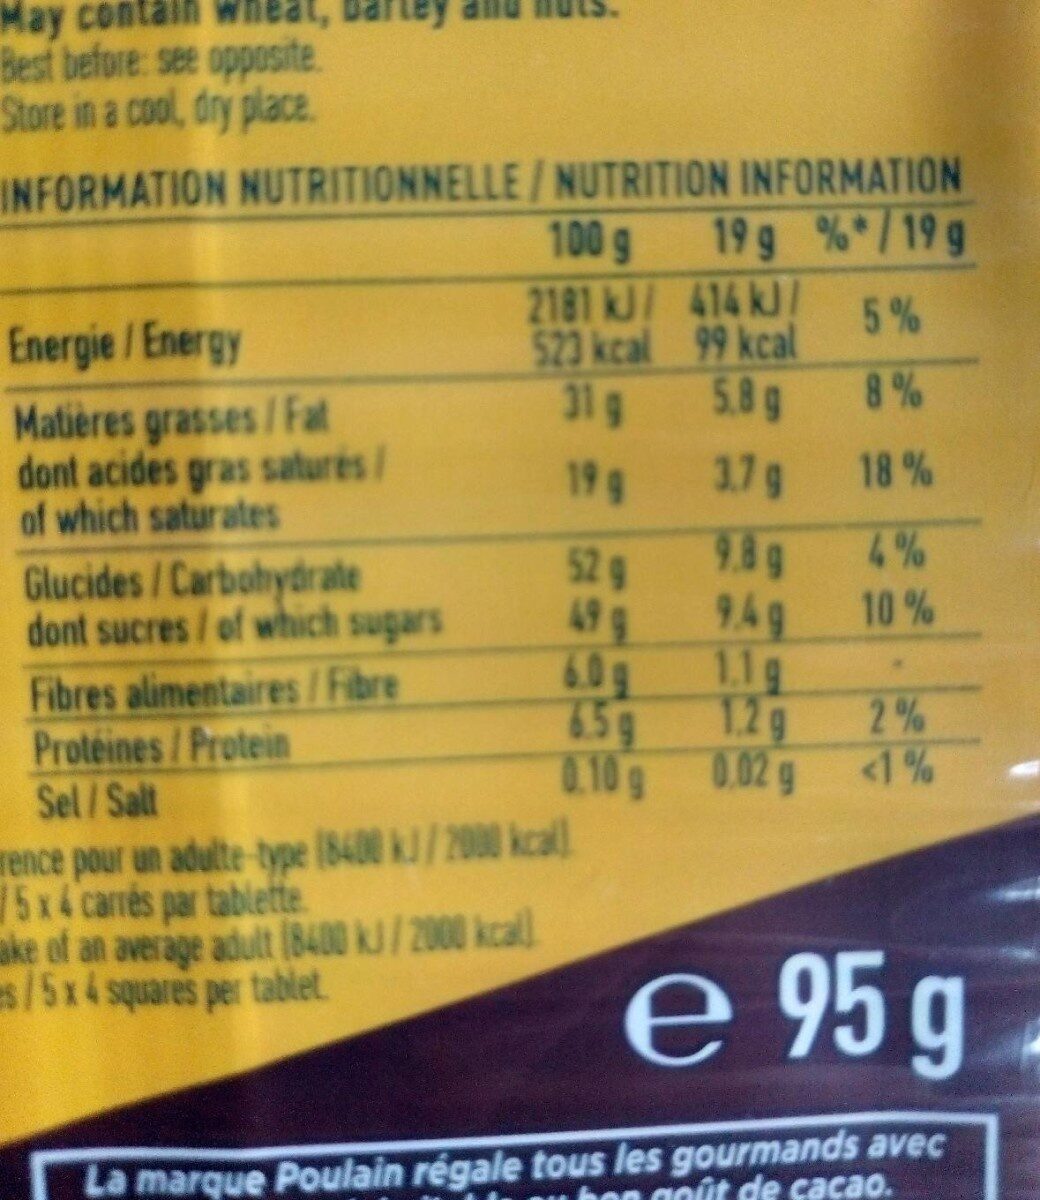 May contain wheat, barley and nuts.
Best before: see opposite.
Store in a cool, dry place.
INFORMATION NUTRITIONNELLE / NUTRITION INFORMATION
100 g 19 g %* / 19 g
Energie / Energy 2181 kJ / 523 kcal 414 kJ / 99 kcal 5 %
Matières grasses / Fat 31 g 5,8 g 8 %
dont acides gras saturés /
of which saturates 19 g 3,7 g 18 %
Glucides / Carbohydrate 52 g 9,8 g 4 %
dont sucres / of which sugars 49 g 9,4 g 10 %
Fibres alimentaires / Fibre 6.0 g 1.1 g -
Protéines / Protein 6.5 g 1.2 g 2 %
Sel / Salt 0.10 g 0,02 g <1 %
rence pour un adulte-type (8400 kJ / 2000 kcal).
/ 5 x 4 carrés par tablette.
ake of an average adult (8400 kJ / 2000 kcal).
es / 5 x 4 squares per tablet.
e 95 g
La marque Poulain régale tous les gourmands avec
bon goût de cacao.